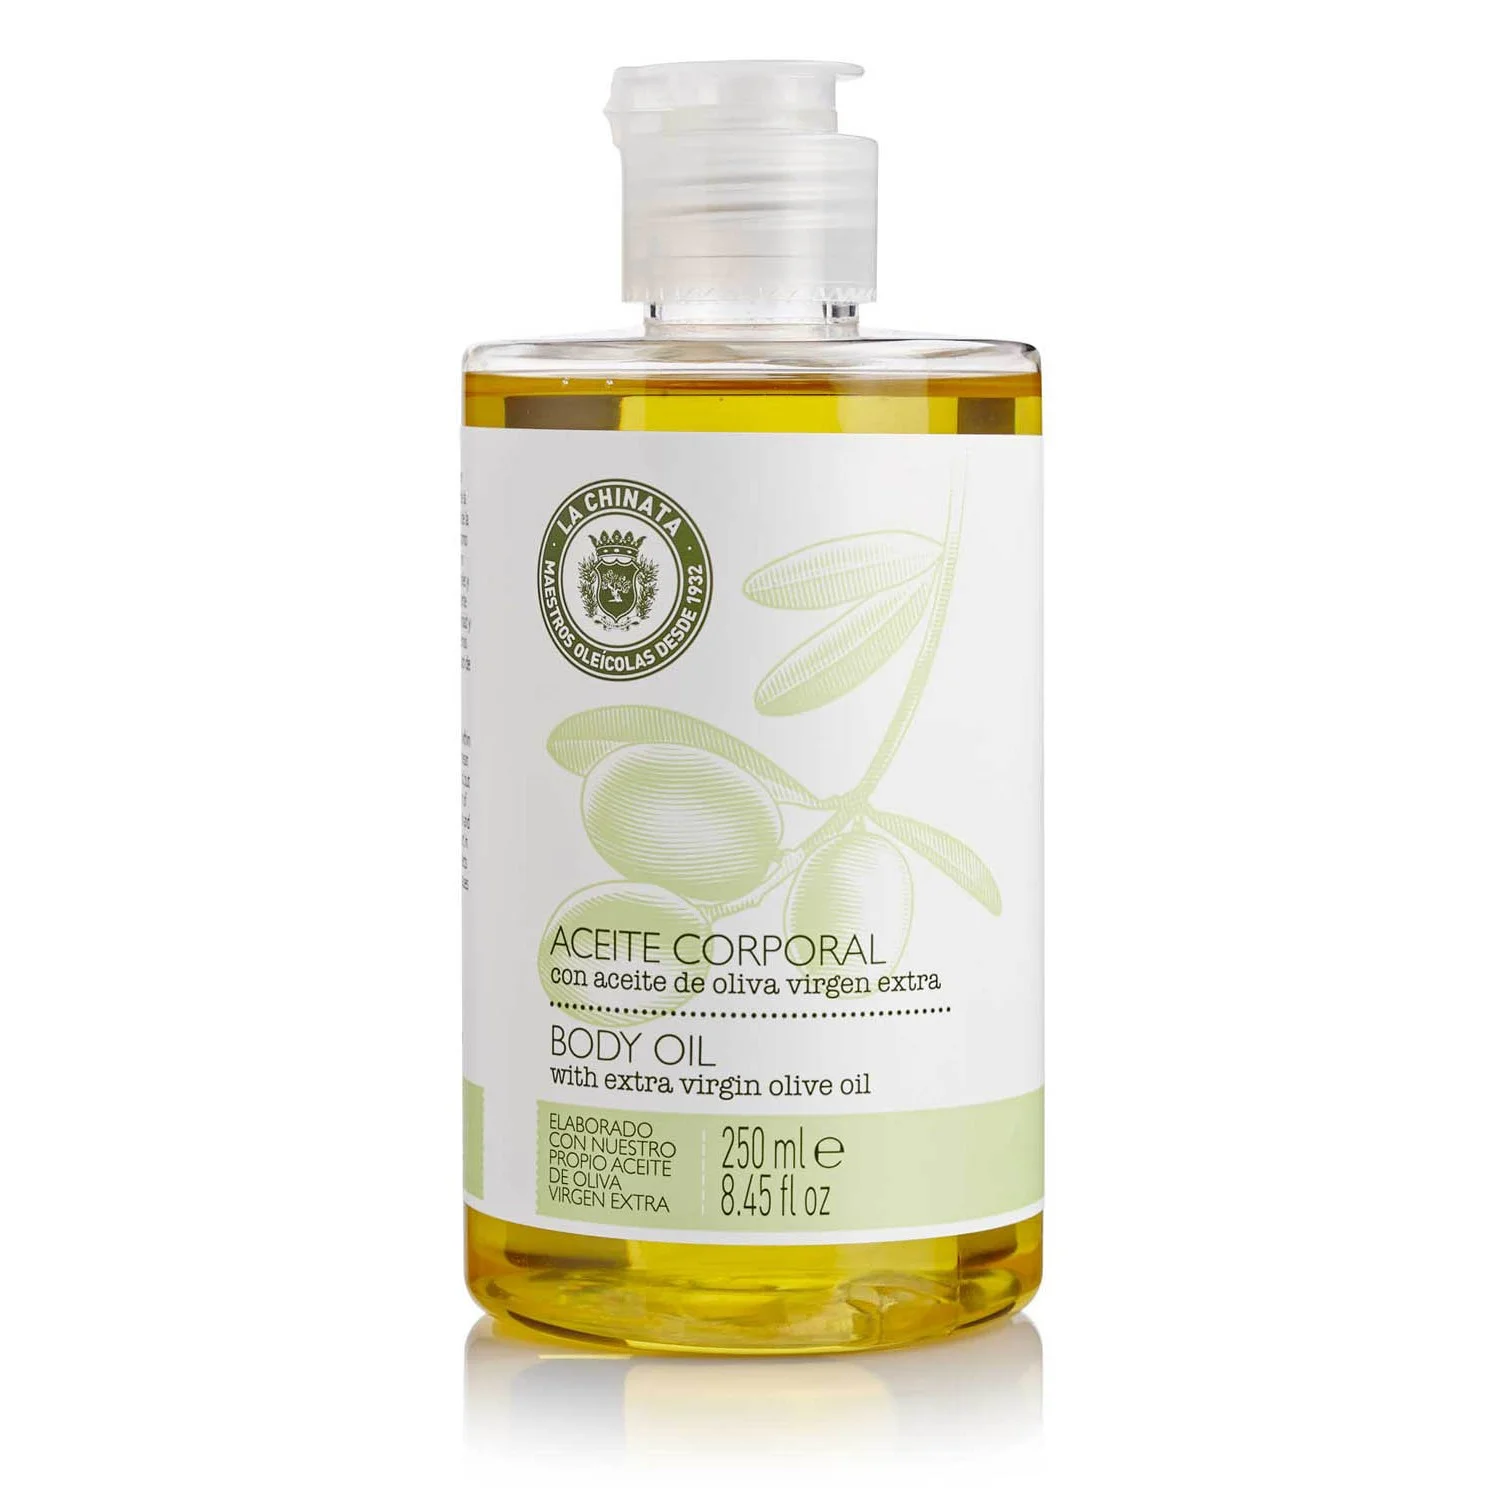 LA CHINATA
MAESTROS OLEÍCOLAS DESDE 1932
ACEITE CORPORAL
con aceite de oliva virgen extra
BODY OIL
with extra virgin olive oil
ELABORADO
CON NUESTRO
PROPIO ACEITE
DE OLIVA
VIRGEN EXTRA
250 ml e
8.45 fl oz